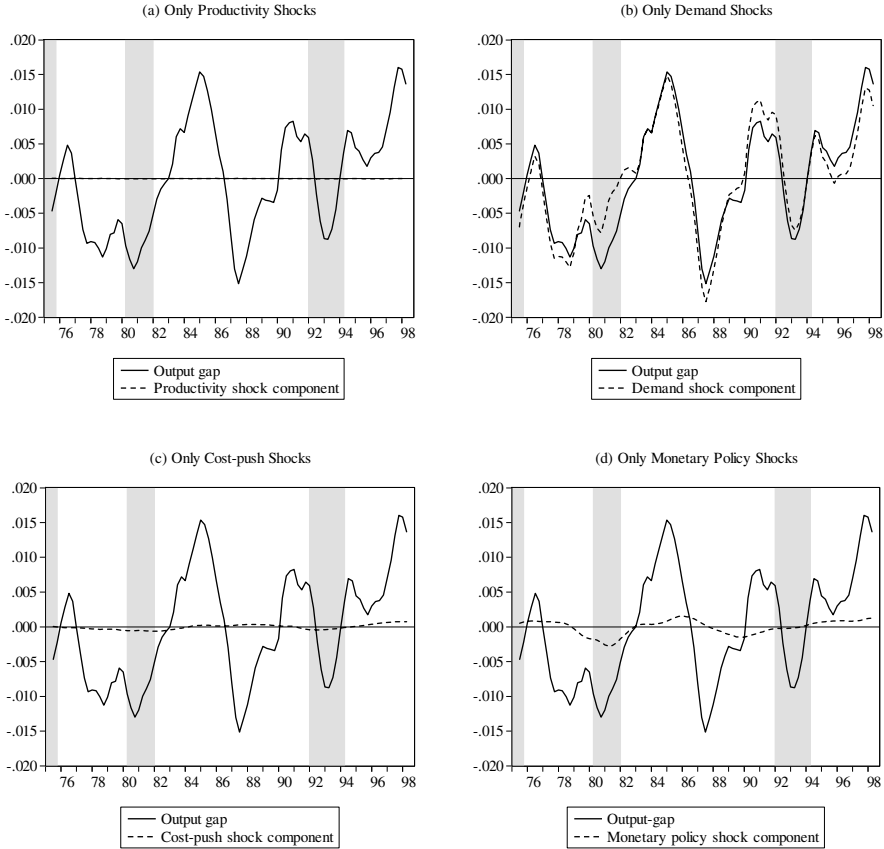 (a) Only Productivity Shocks
.020
.015
.010
.005
.000
-.005
-.010
-.015
-.020
76 78 80 82 84 86 88 90 92 94 96 98
Output gap
Productivity shock component
(b) Only Demand Shocks
.020
.015
.010
.005
.000
-.005
-.010
-.015
-.020
76 78 80 82 84 86 88 90 92 94 96 98
Output gap
Demand shock component
(c) Only Cost-push Shocks
.020
.015
.010
.005
.000
-.005
-.010
-.015
-.020
76 78 80 82 84 86 88 90 92 94 96 98
Output gap
Cost-push shock component
(d) Only Monetary Policy Shocks
.020
.015
.010
.005
.000
-.005
-.010
-.015
-.020
76 78 80 82 84 86 88 90 92 94 96 98
Output-gap
Monetary policy shock component